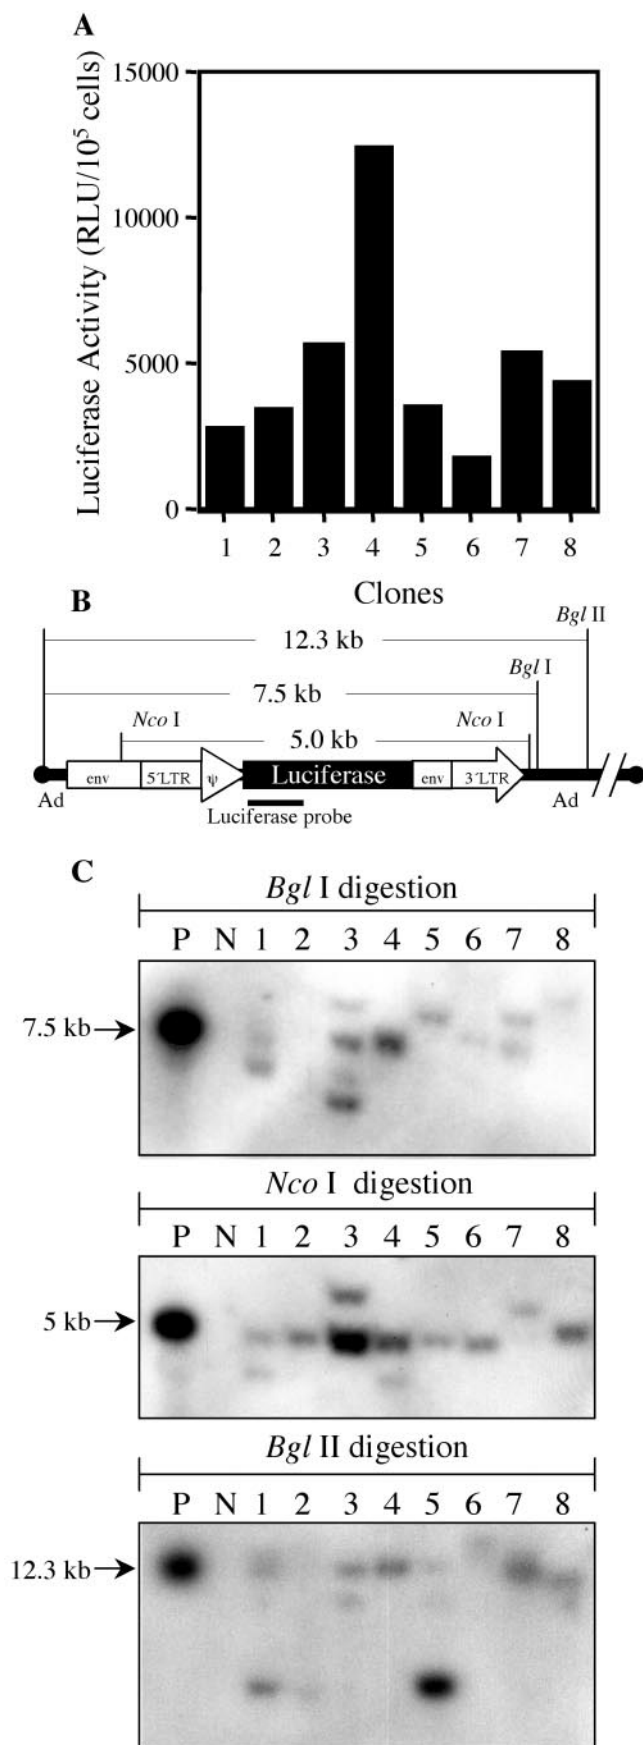 A
Luciferase Activity (RLU/10⁵ cells)
15000
10000
5000
0
1 2 3 4 5 6 7 8
Clones
B
Bgl II
12.3 kb
Bgl I
7.5 kb
Nco I
Nco I
5.0 kb
env 5´LTR ψ Luciferase env 3´LTR
Ad
Ad
Luciferase probe
C
Bgl I digestion
P N 1 2 3 4 5 6 7 8
7.5 kb
Nco I digestion
P N 1 2 3 4 5 6 7 8
5 kb
Bgl II digestion
P N 1 2 3 4 5 6 7 8
12.3 kb